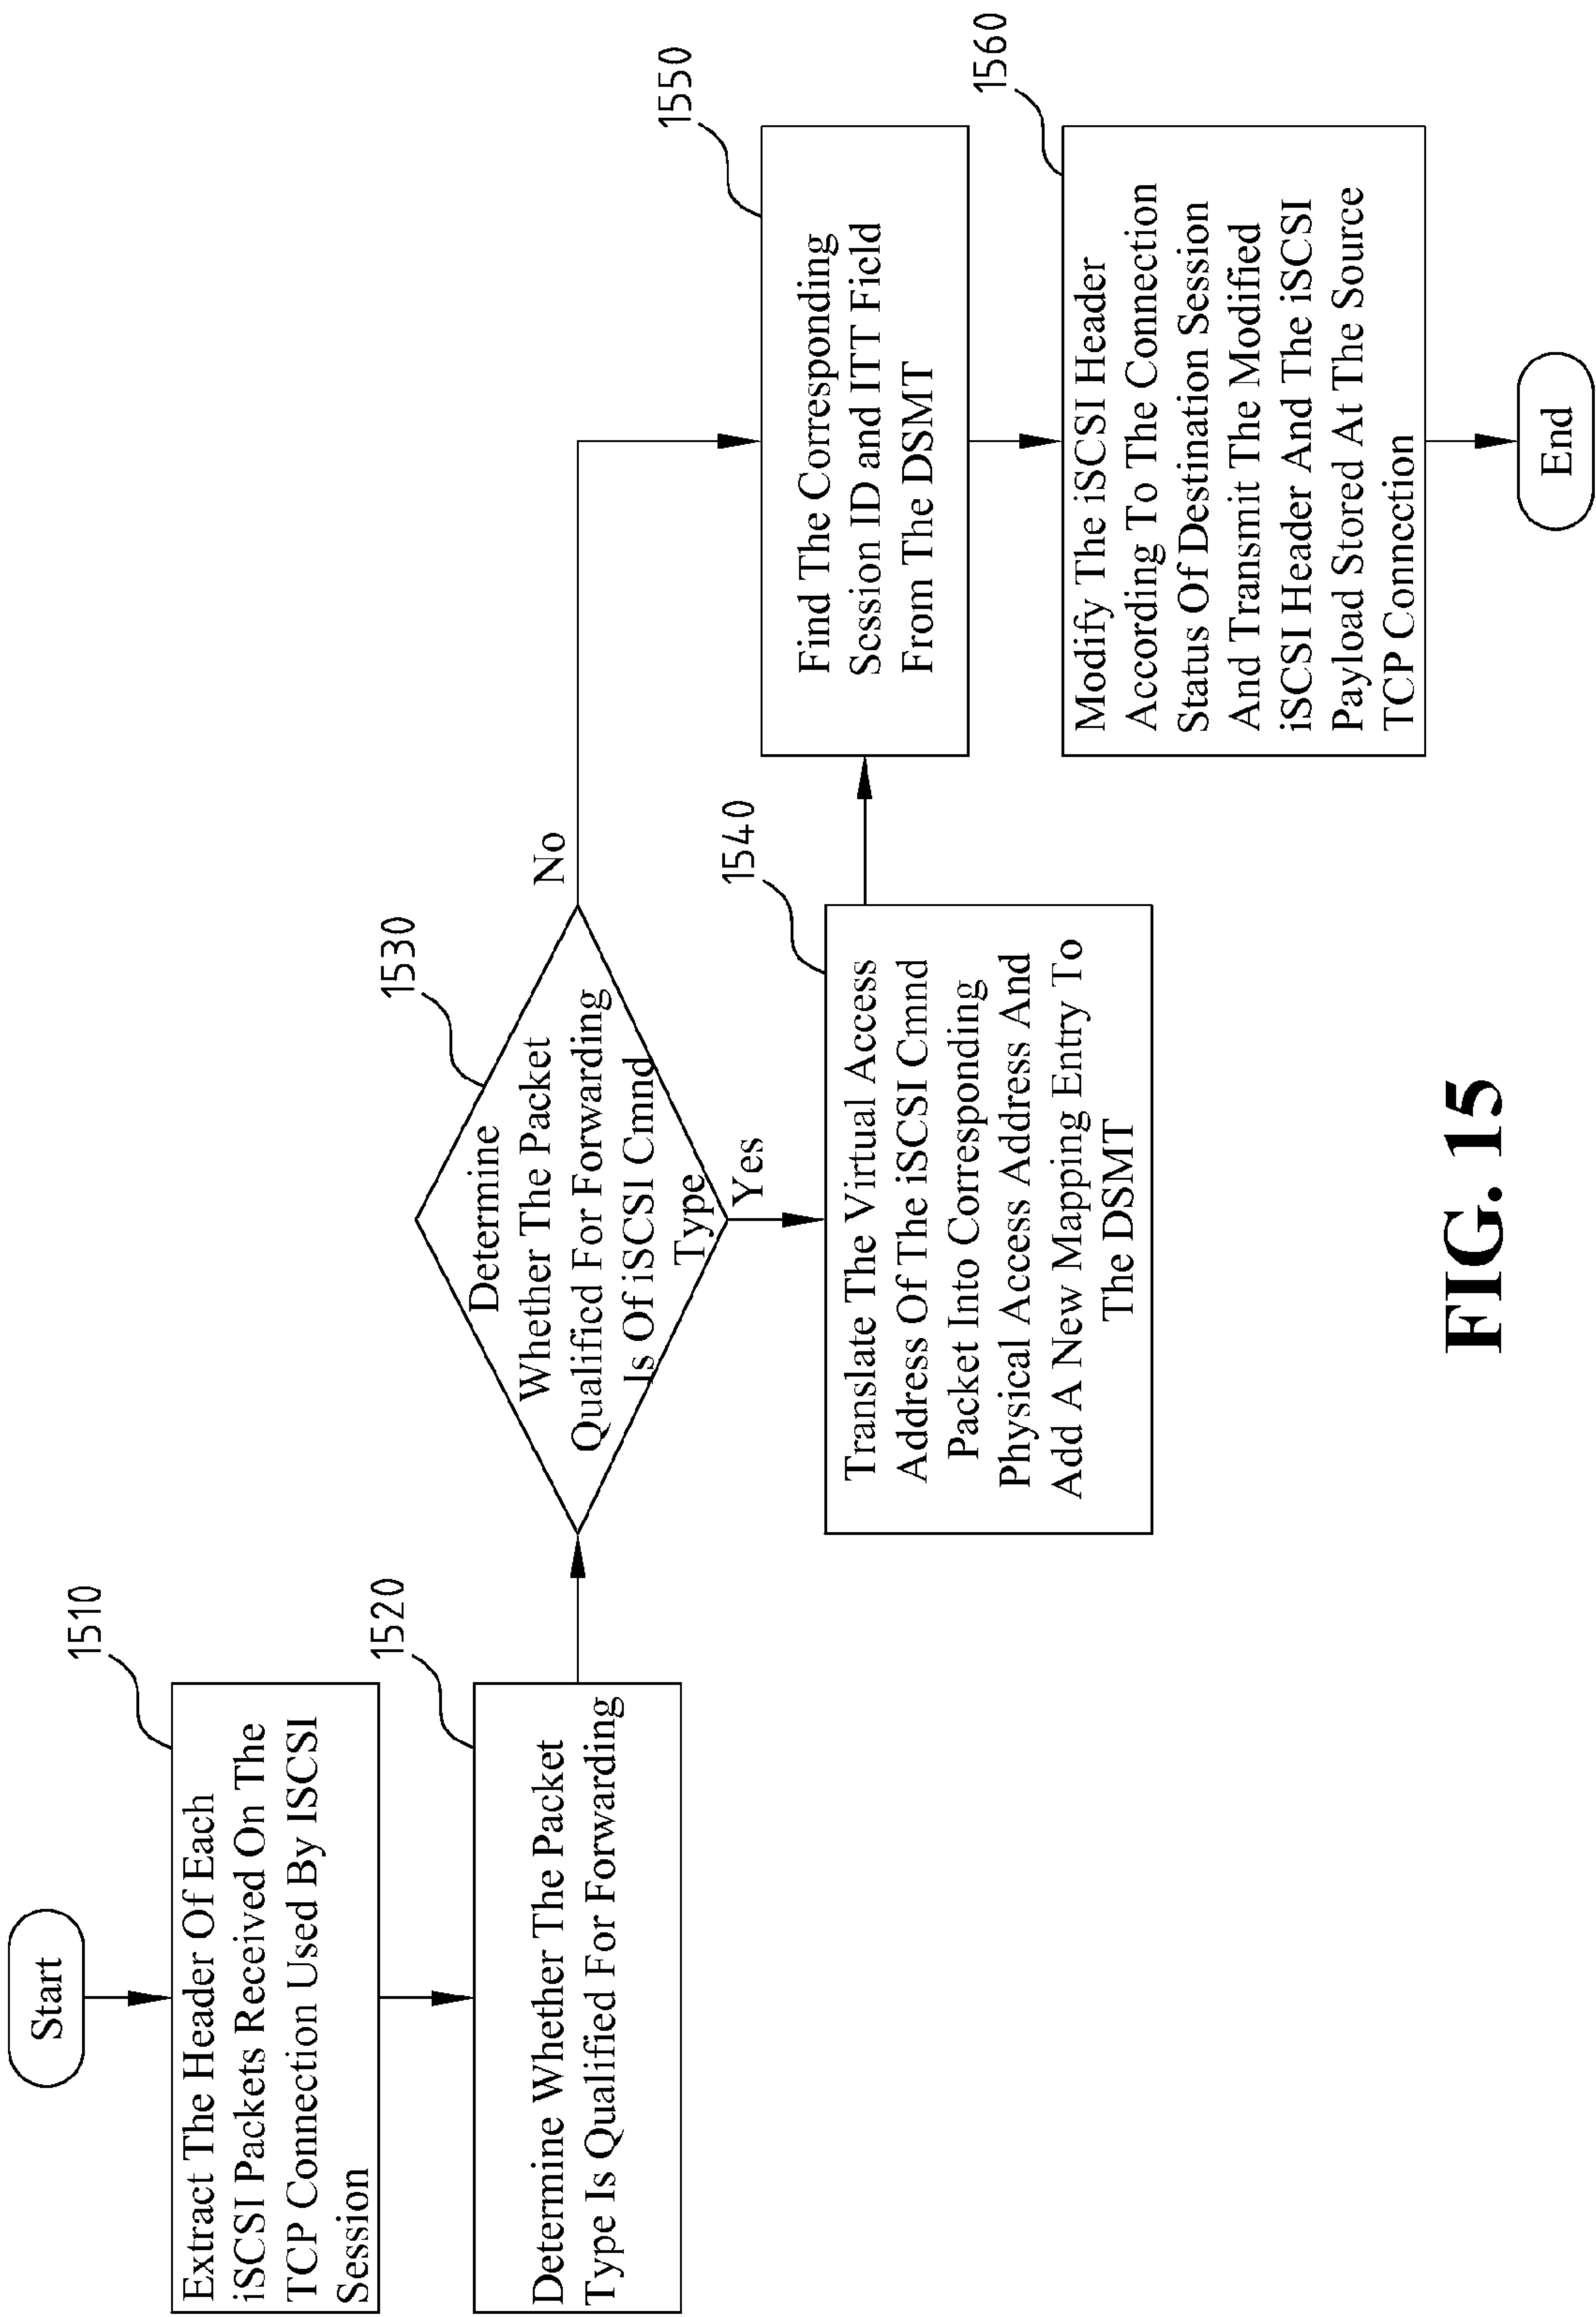 Start
1510
Extract The Header Of Each
iSCSI Packets Received On The
TCP Connection Used By ISCSI
Session
1520
Determine Whether The Packet
Type Is Qualified For Forwarding
1530
Determine
Whether The Packet
Qualified For Forwarding
Is Of iSCSI Cmnd
Type
No
Yes
1540
Translate The Virtual Access
Address Of The iSCSI Cmnd
Packet Into Corresponding
Physical Access Address And
Add A New Mapping Entry To
The DSMT
1550
Find The Corresponding
Session ID and ITT Field
From The DSMT
1560
Modify The iSCSI Header
According To The Connection
Status Of Destination Session
And Transmit The Modified
iSCSI Header And The iSCSI
Payload Stored At The Source
TCP Connection
End
FIG. 15